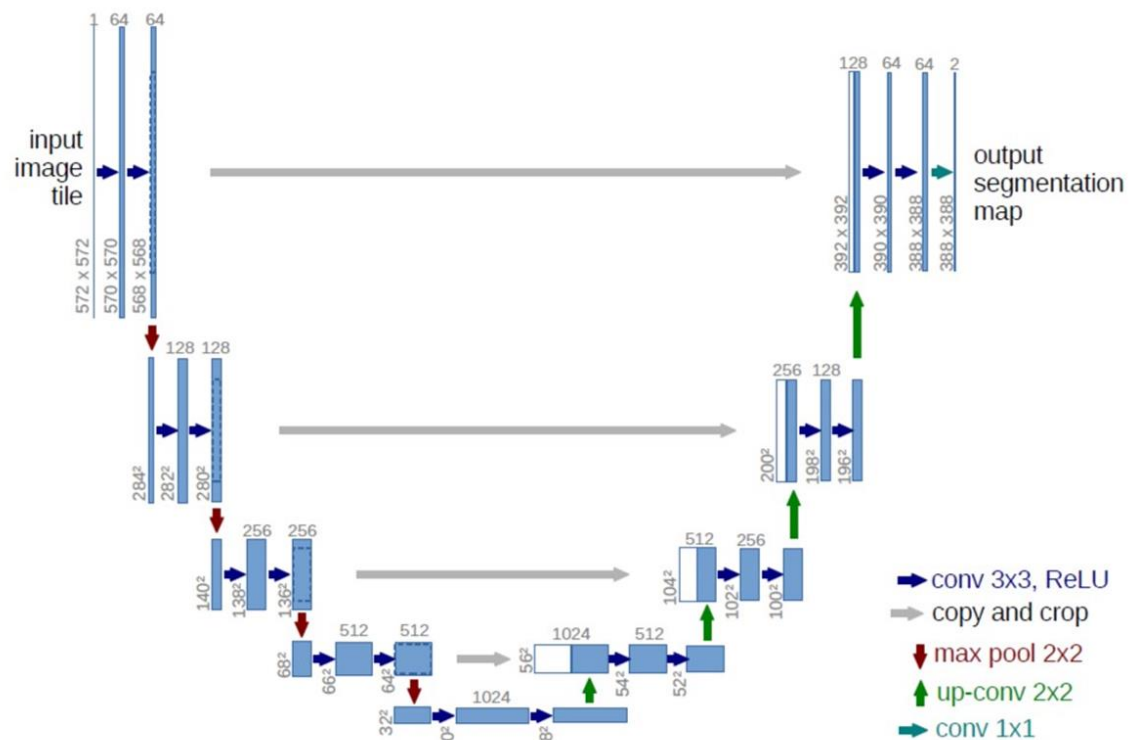 1 64 64
128 64 64 2
input
image
tile
output
segmentation
map
572 x 572
570 x 570
568 x 568
392 x 392
390 x 390
388 x 388
388 x 388
128 128
256 128
284²
282²
280²
200²
198²
196²
256 256
512 256
140²
138²
136²
104²
102²
100²
512 512
1024 512
68²
66²
64²
56²
54²
52²
1024
32²
conv 3x3, ReLU
copy and crop
max pool 2x2
up-conv 2x2
conv 1x1